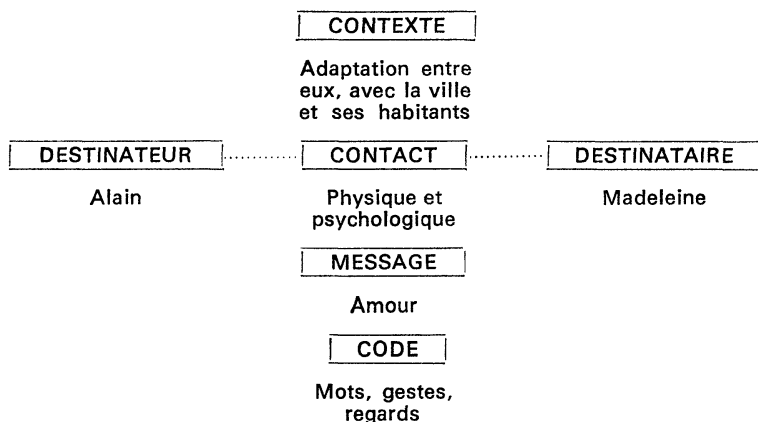 CONTEXTE
Adaptation entre
eux, avec la ville
et ses habitants
DESTINATEUR CONTACT DESTINATAIRE
Alain Physique et Madeleine
psychologique
MESSAGE
Amour
CODE
Mots, gestes,
regards